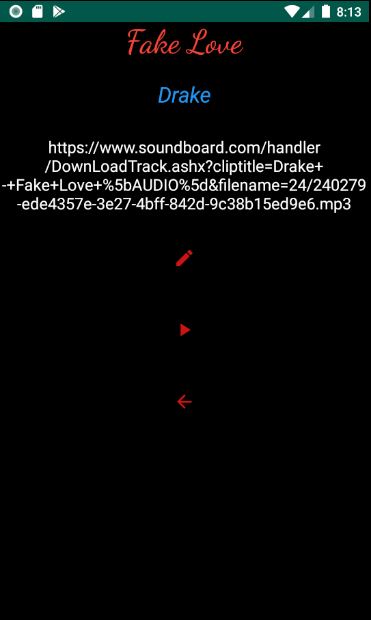 8:13
Fake Love
Drake
https://www.soundboard.com/handler
/DownLoadTrack.ashx?cliptitle=Drake+
-+Fake+Love+%5bAUDIO%5d&filename=24/240279
-ede4357e-3e27-4bff-842d-9c38b15ed9e6.mp3